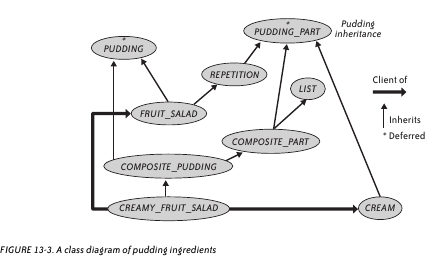 *
PUDDING
*
PUDDING_PART
Pudding
inheritance
REPETITION
LIST
Client of
FRUIT_SALAD
Inherits
* Deferred
COMPOSITE_PART
COMPOSITE_PUDDING
CREAMY_FRUIT_SALAD
CREAM
FIGURE 13-3. A class diagram of pudding ingredients